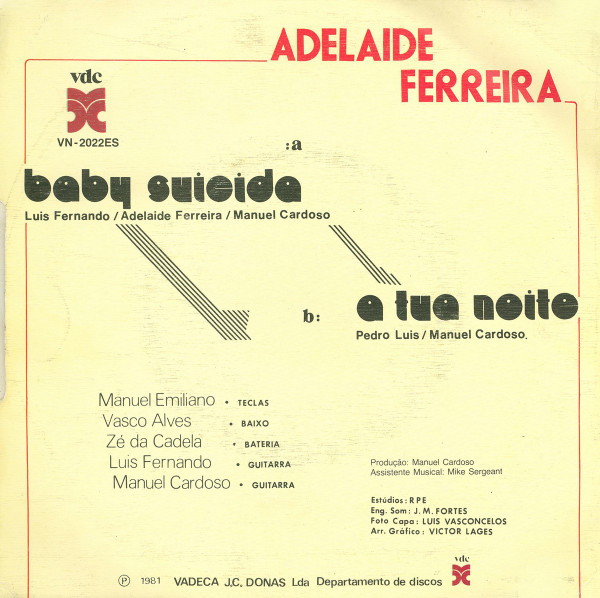 ADELAIDE
FERREIRA
vdc
VN-2022ES
:a
baby suicida
Luis Fernando / Adelaide Ferreira / Manuel Cardoso
b:
a tua noite
Pedro Luis / Manuel Cardoso.
Manuel Emiliano • TECLAS
Vasco Alves • BAIXO
Zé da Cadela • BATERIA
Luis Fernando • GUITARRA
Manuel Cardoso • GUITARRA
Produção: Manuel Cardoso
Assistente Musical: Mike Sergeant
Estúdios: RPE
Eng. Som: J. M. FORTES
Foto Capa: LUIS VASCONCELOS
Arr. Gráfico: VICTOR LAGES
vdc
Ⓟ 1981 VADECA J.C. DONAS Lda Departamento de discos